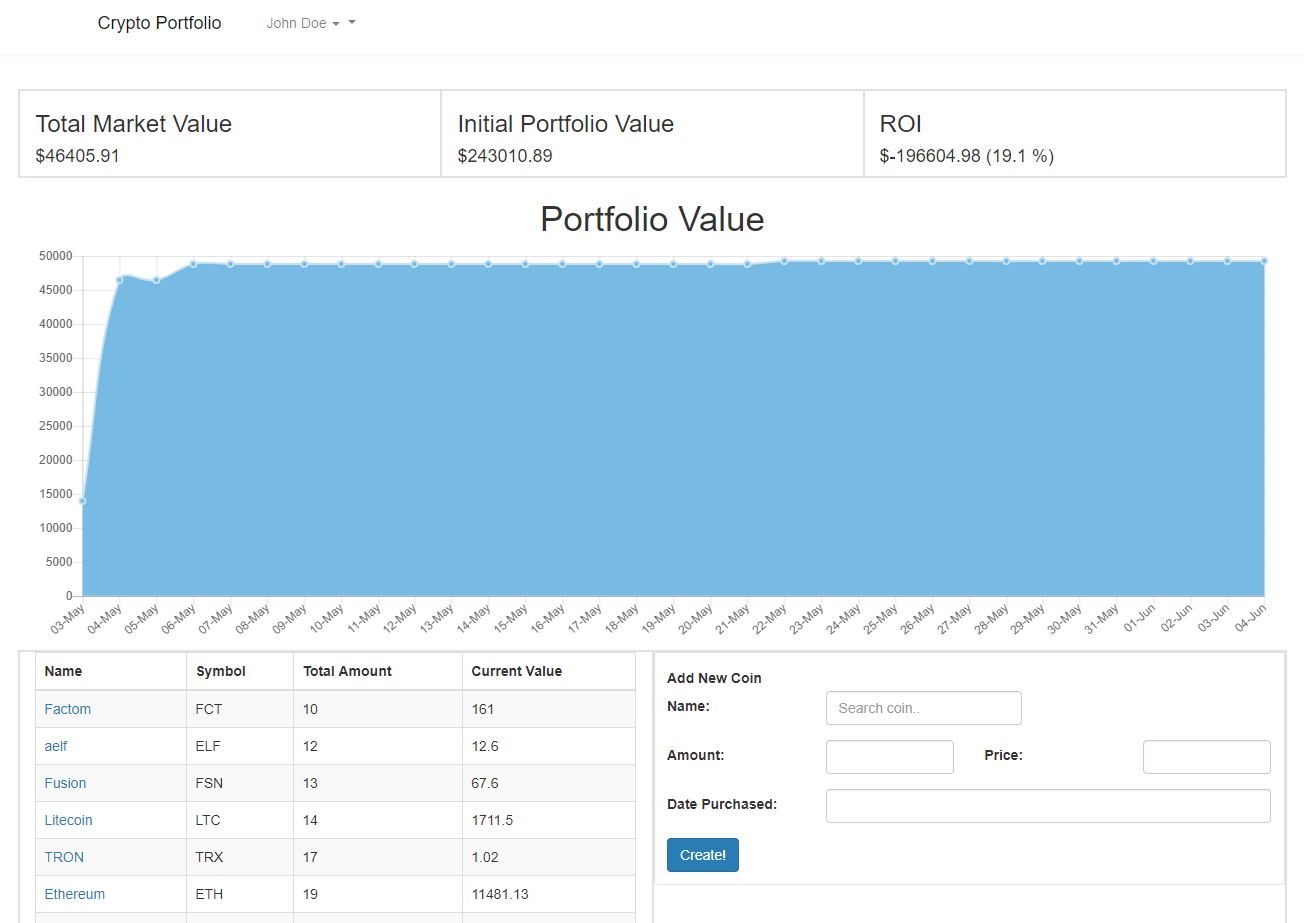 Crypto Portfolio John Doe
Total Market Value Initial Portfolio Value ROI
$46405.91 $243010.89 $-196604.98 (19.1 %)
Portfolio Value
50000
45000
40000
35000
30000
25000
20000
15000
10000
5000
0
03-May 04-May 05-May 06-May 07-May 08-May 09-May 10-May 11-May 12-May 13-May 14-May 15-May 16-May 17-May 18-May 19-May 20-May 21-May 22-May 23-May 24-May 25-May 26-May 27-May 28-May 29-May 30-May 31-May 01-Jun 02-Jun 03-Jun 04-Jun
Name Symbol Total Amount Current Value
Factom FCT 10 161
aelf ELF 12 12.6
Fusion FSN 13 67.6
Litecoin LTC 14 1711.5
TRON TRX 17 1.02
Ethereum ETH 19 11481.13
Add New Coin
Name: Search coin..
Amount: Price:
Date Purchased:
Create!